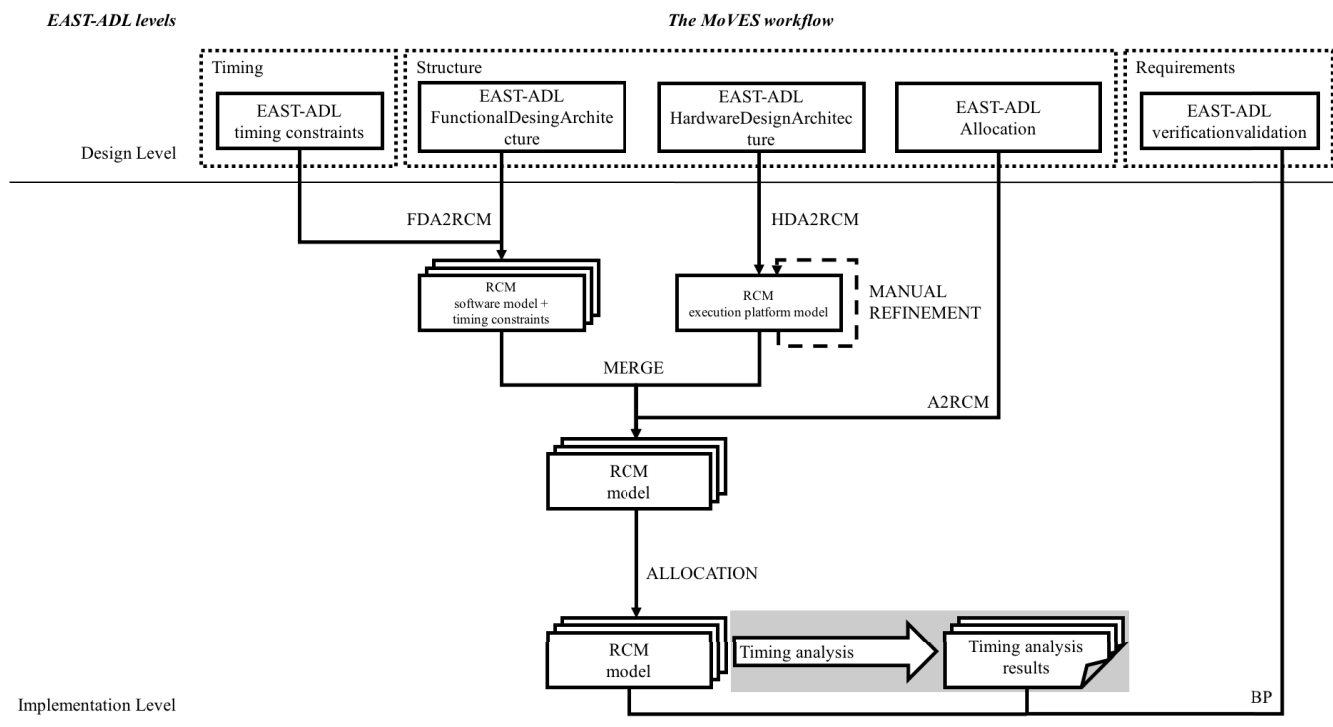 EAST-ADL levels
The MoVES workflow
Timing
Structure
Requirements
EAST-ADL
timing constraints
EAST-ADL
FunctionalDesingArchite
cture
EAST-ADL
HardwareDesignArchitec
ture
EAST-ADL
Allocation
EAST-ADL
verificationvalidation
Design Level
FDA2RCM
HDA2RCM
RCM
software model +
timing constraints
RCM
execution platform model
MANUAL
REFINEMENT
MERGE
A2RCM
RCM
model
ALLOCATION
RCM
model
Timing analysis
Timing analysis
results
BP
Implementation Level